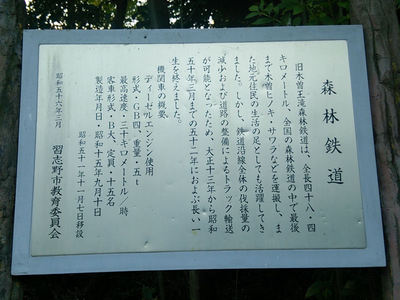 森林鉄道
旧木曽王滝森林鉄道は、全長四十八・四
キロメートル、全国の森林鉄道の中で最後
まで木曽ヒノキ・サワラなどを運搬し、ま
た地元住民の生活の足としても活躍してき
ました。しかし、鉄道沿線全体の伐採量の
減少および道路の整備によるトラック輸送
が可能となったため、大正十三年から昭和
五十年三月までの五十二年におよぶ長い一
生を終えました。
機関車の概要
ディーゼルエンジン使用
形式・GB四、重量・五t
最高速度・三十キロメートル/時
客車形式・B大、定員・十五名
製造年月日・昭和三十五年九月十日
昭和五十一年十一月七日移設
昭和五十六年三月
習志野市教育委員会